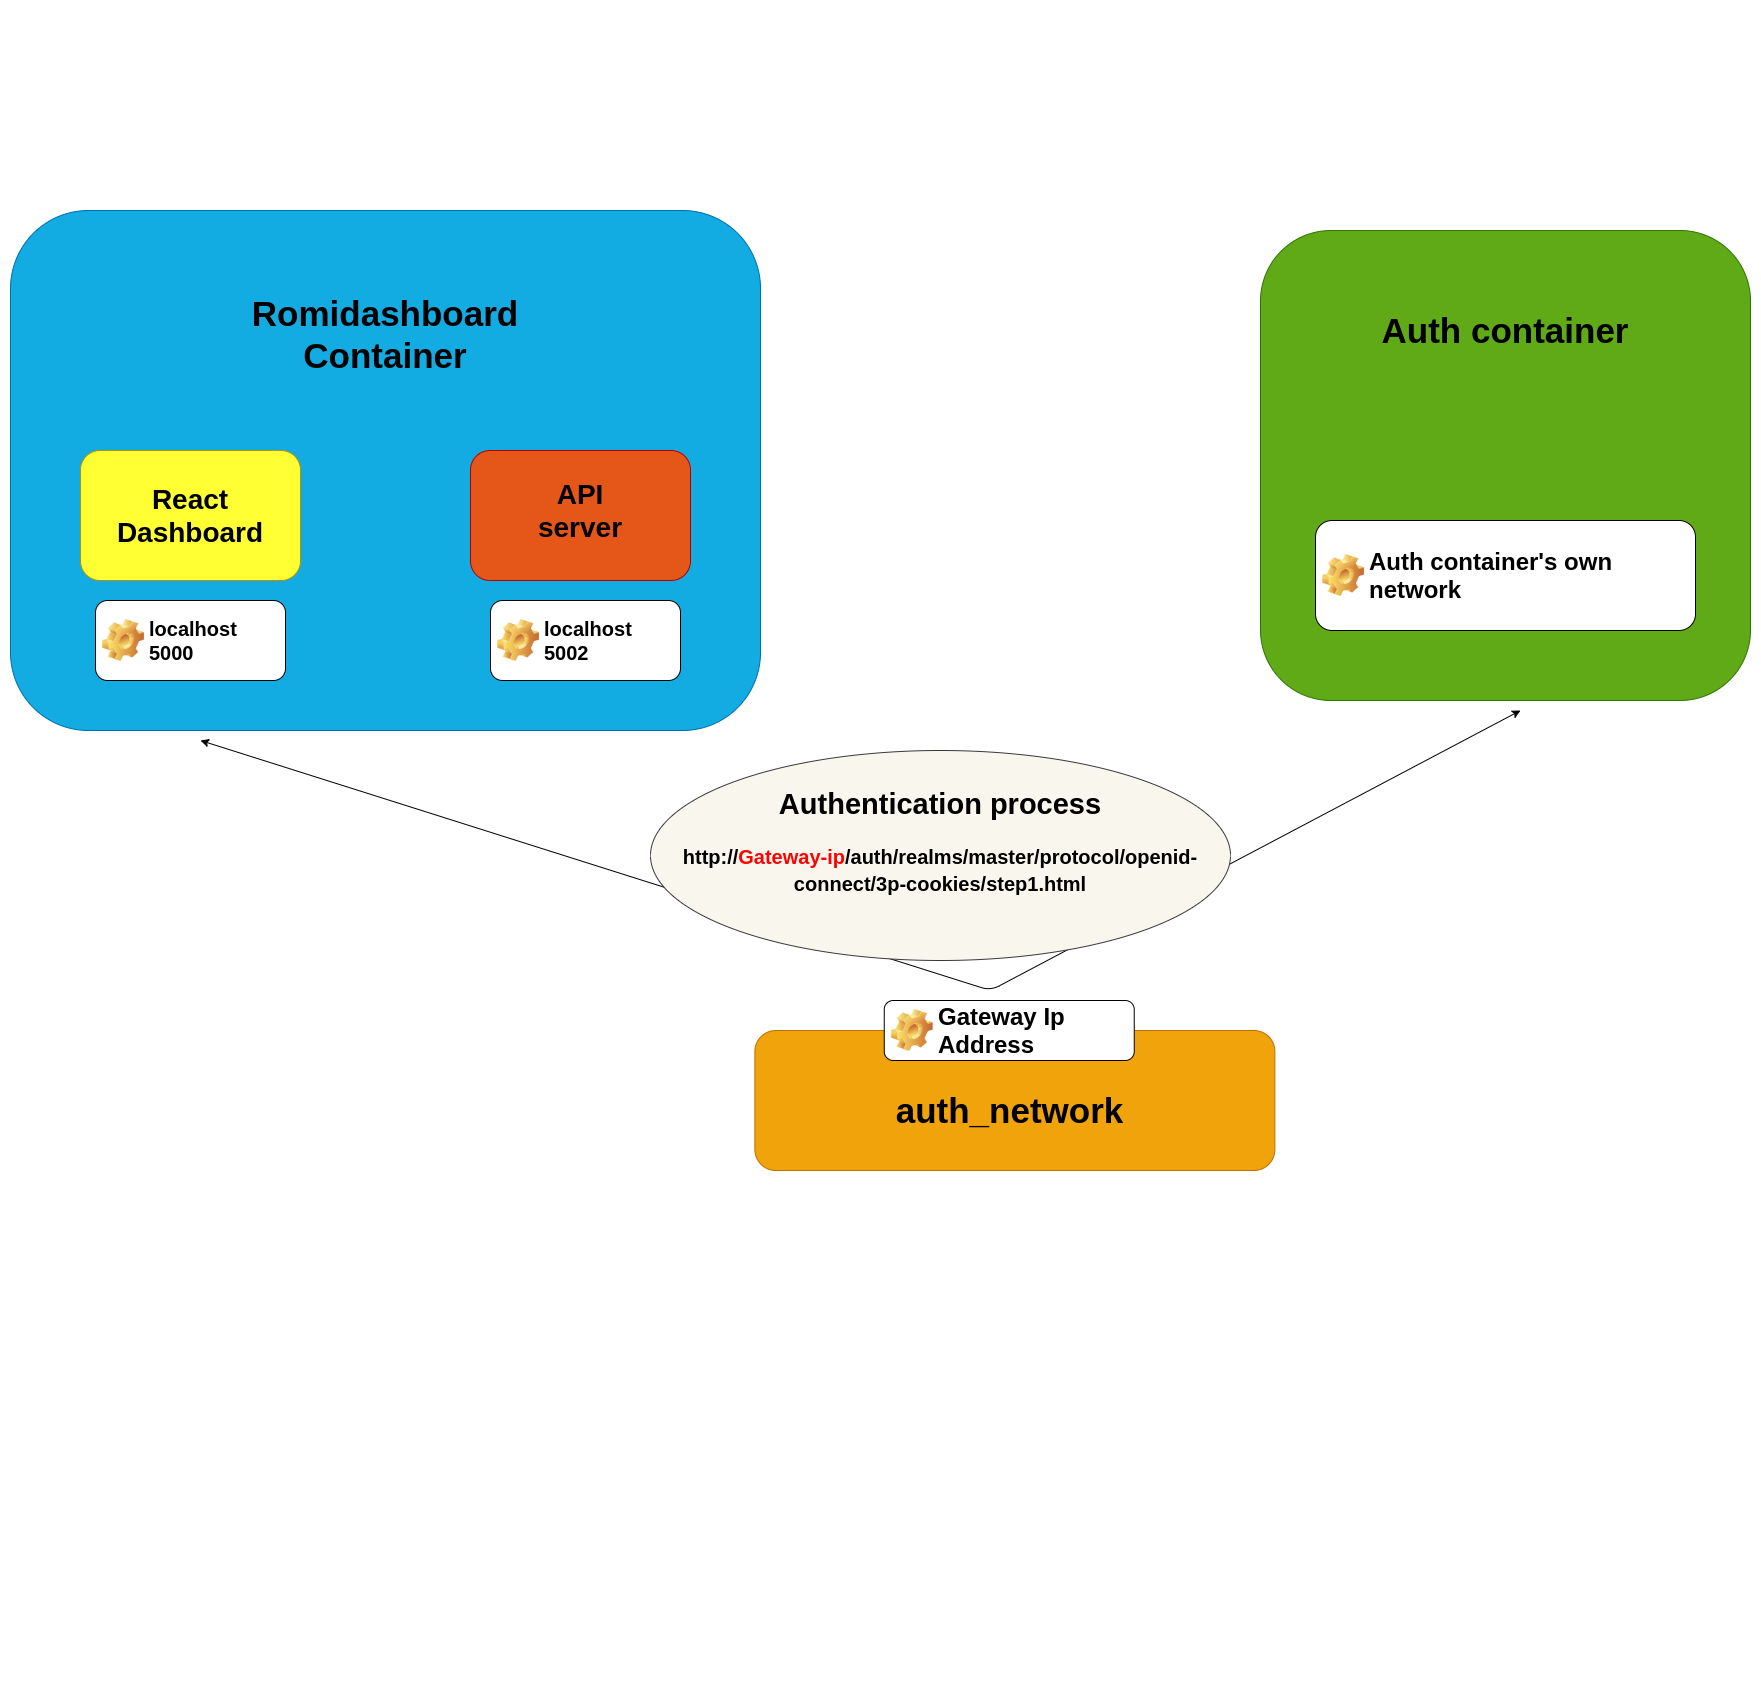 Romidashboard
Container
Auth container
React
Dashboard
API
server
localhost
5000
localhost
5002
Auth container's own
network
Authentication process
http://Gateway-ip/auth/realms/master/protocol/openid-
connect/3p-cookies/step1.html
Gateway Ip
Address
auth_network